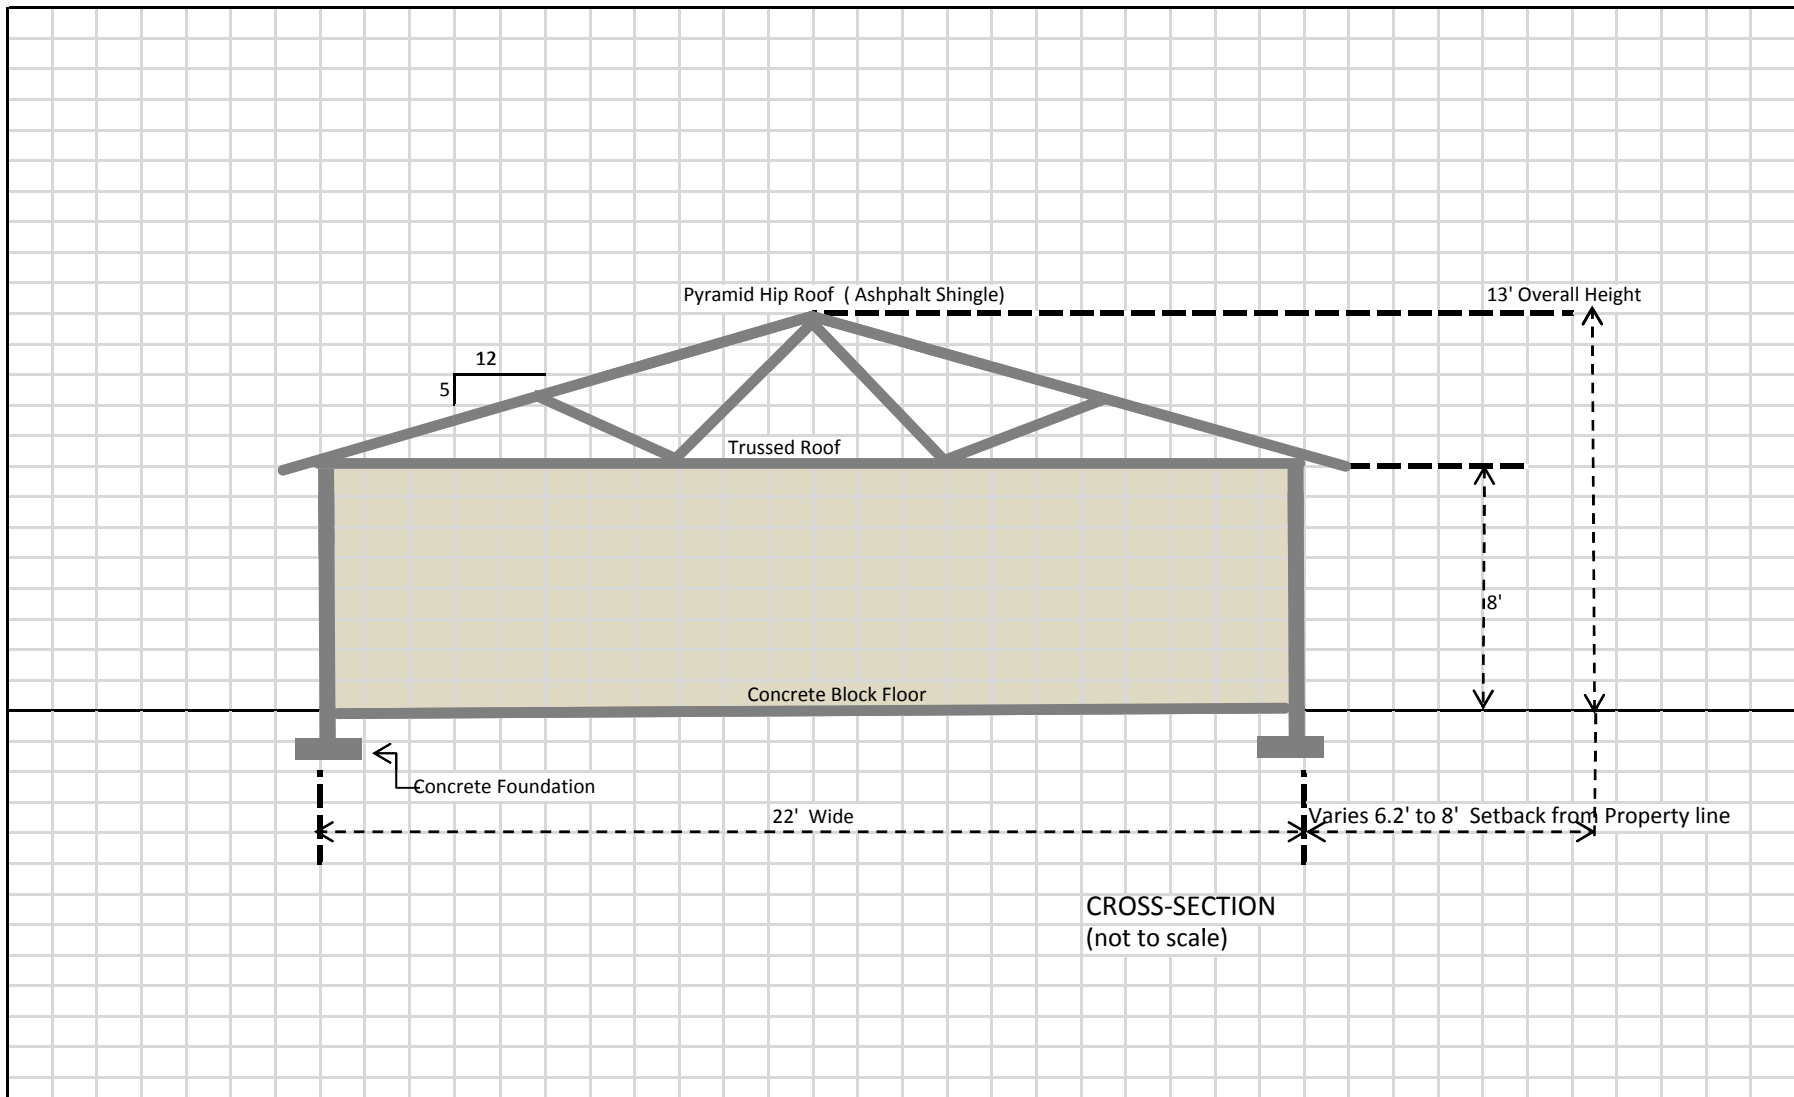 Pyramid Hip Roof ( Ashphalt Shingle)
13' Overall Height
12
5
Trussed Roof
8'
Concrete Block Floor
Concrete Foundation
22' Wide
Varies 6.2' to 8' Setback from Property line
CROSS-SECTION
(not to scale)